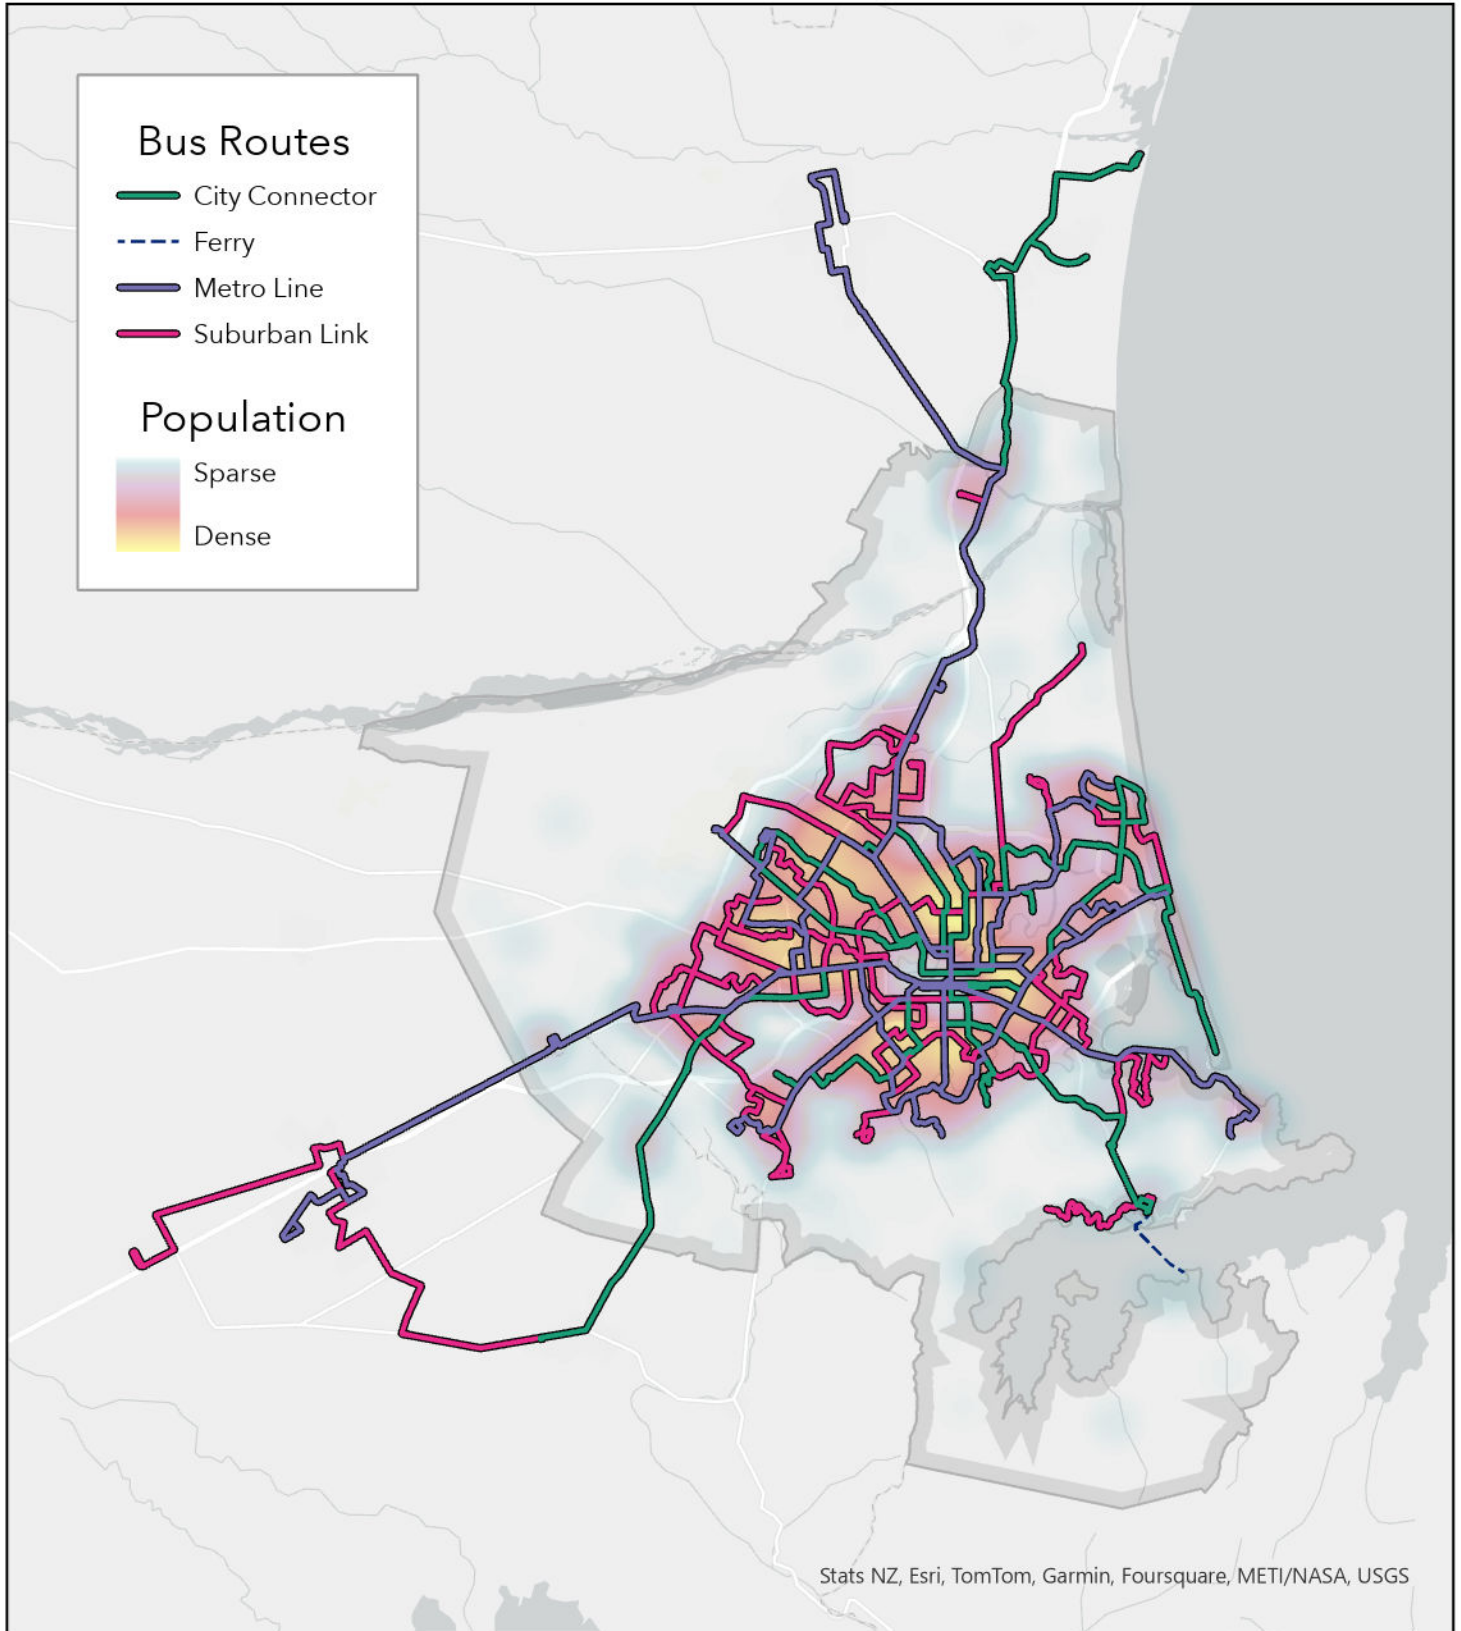 Bus Routes
City Connector
Ferry
Metro Line
Suburban Link
Population
Sparse
Dense
Stats NZ, Esri, TomTom, Garmin, Foursquare, METI/NASA, USGS